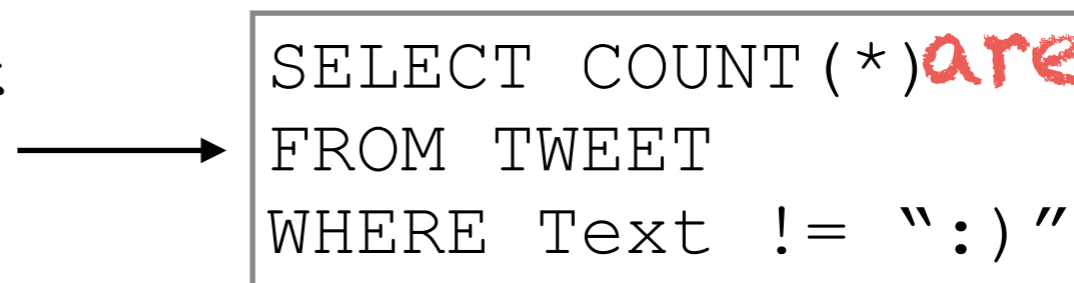 SELECT COUNT(*) are
FROM TWEET
WHERE Text != “:)”